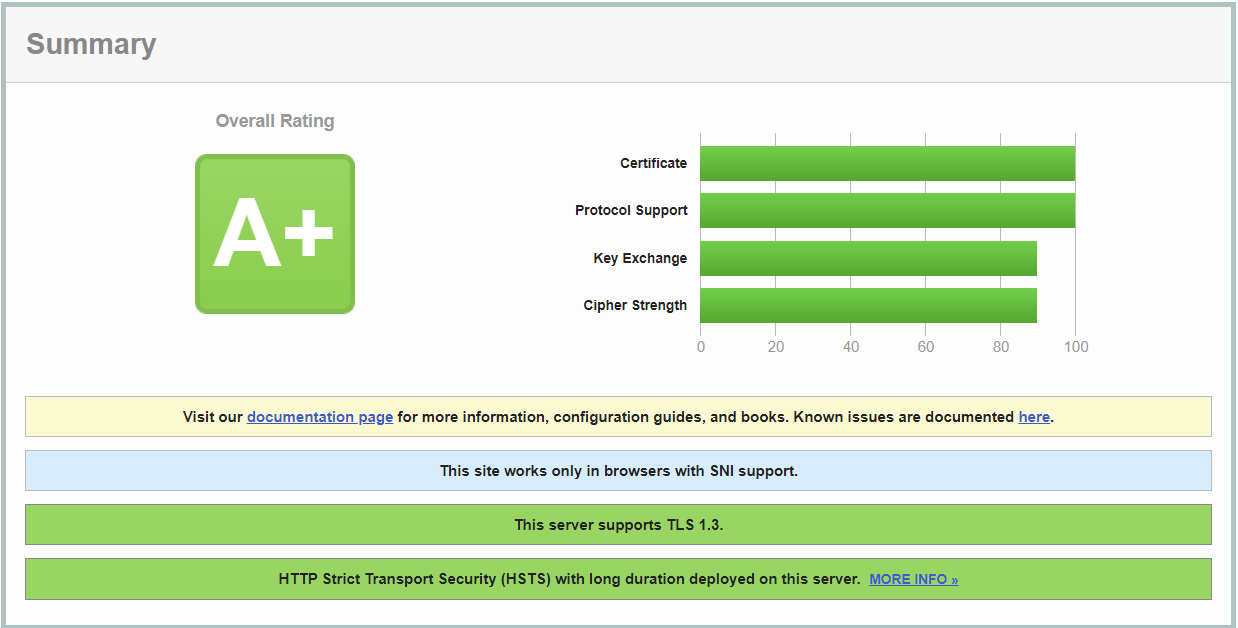 Summary
Overall Rating
A+
Certificate
Protocol Support
Key Exchange
Cipher Strength
0 20 40 60 80 100
Visit our documentation page for more information, configuration guides, and books. Known issues are documented here.
This site works only in browsers with SNI support.
This server supports TLS 1.3.
HTTP Strict Transport Security (HSTS) with long duration deployed on this server. MORE INFO »